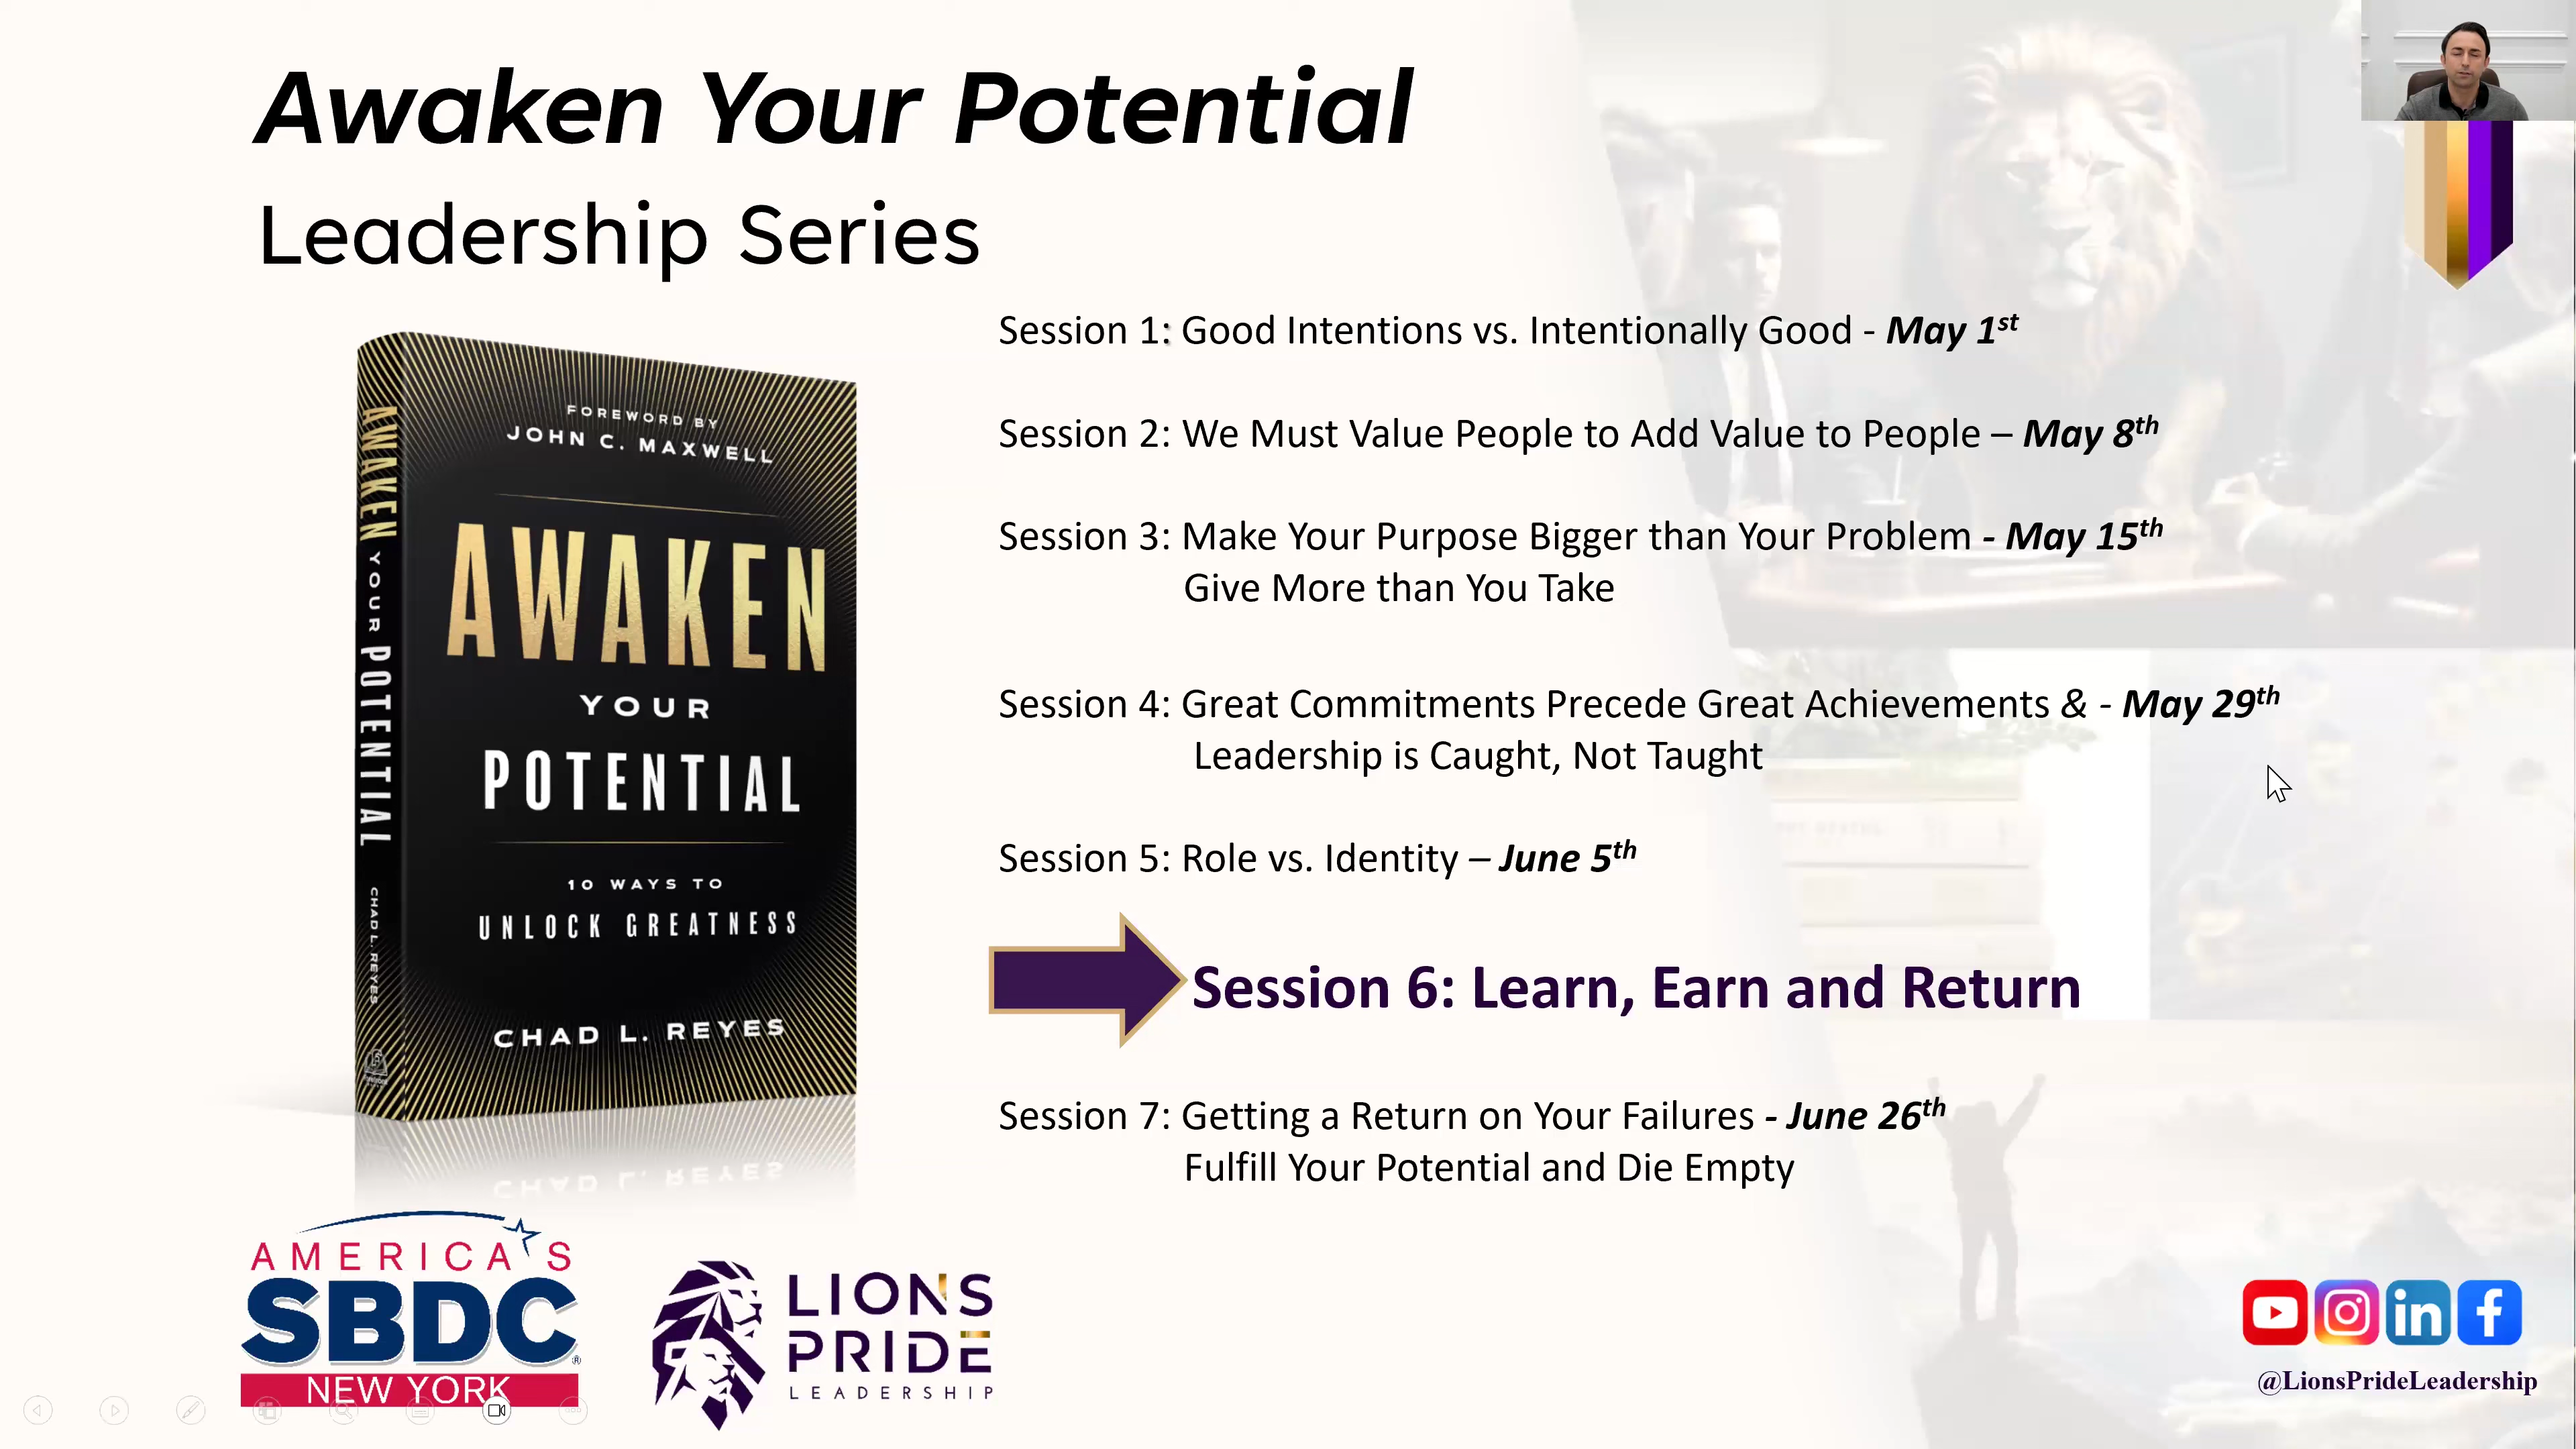 Awaken Your Potential
Leadership Series
Session 1: Good Intentions vs. Intentionally Good - May 1st
Session 2: We Must Value People to Add Value to People – May 8th
Session 3: Make Your Purpose Bigger than Your Problem - May 15th
Give More than You Take
Session 4: Great Commitments Precede Great Achievements & - May 29th
Leadership is Caught, Not Taught
Session 5: Role vs. Identity – June 5th
Session 6: Learn, Earn and Return
Session 7: Getting a Return on Your Failures - June 26th
Fulfill Your Potential and Die Empty
FOREWORD BY
JOHN C. MAXWELL
AWAKEN
YOUR
POTENTIAL
10 WAYS TO
UNLOCK GREATNESS
CHAD L. REYES
AWAKEN YOUR POTENTIAL CHAD L. REYES
CHAD L. REYES
AMERICA'S
SBDC®
NEW YORK
LIONS
PRIDE
LEADERSHIP
in
f
@LionsPrideLeadership